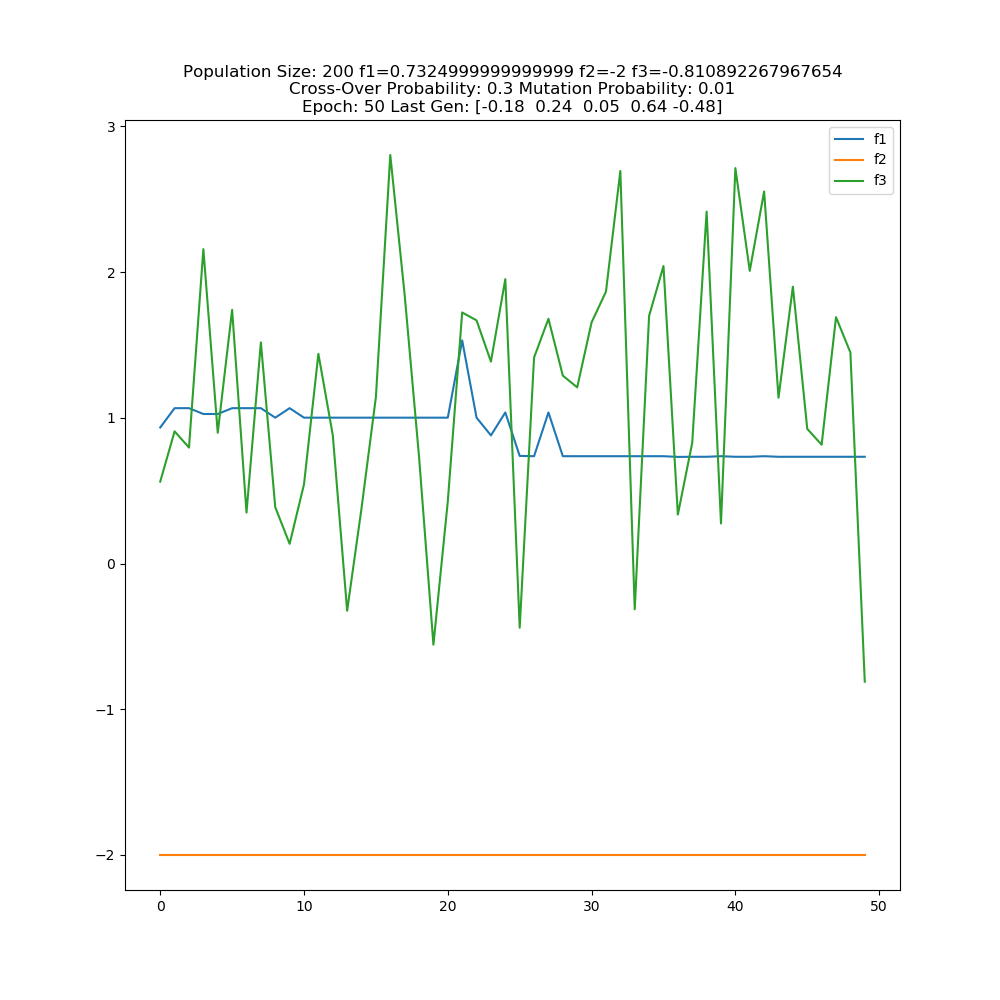 Population Size: 200 f1=0.7324999999999999 f2=-2 f3=-0.810892267967654
Cross-Over Probability: 0.3 Mutation Probability: 0.01
Epoch: 50 Last Gen: [-0.18  0.24  0.05  0.64 -0.48]
f1
f2
f3
3
2
1
0
−1
−2
0 10 20 30 40 50